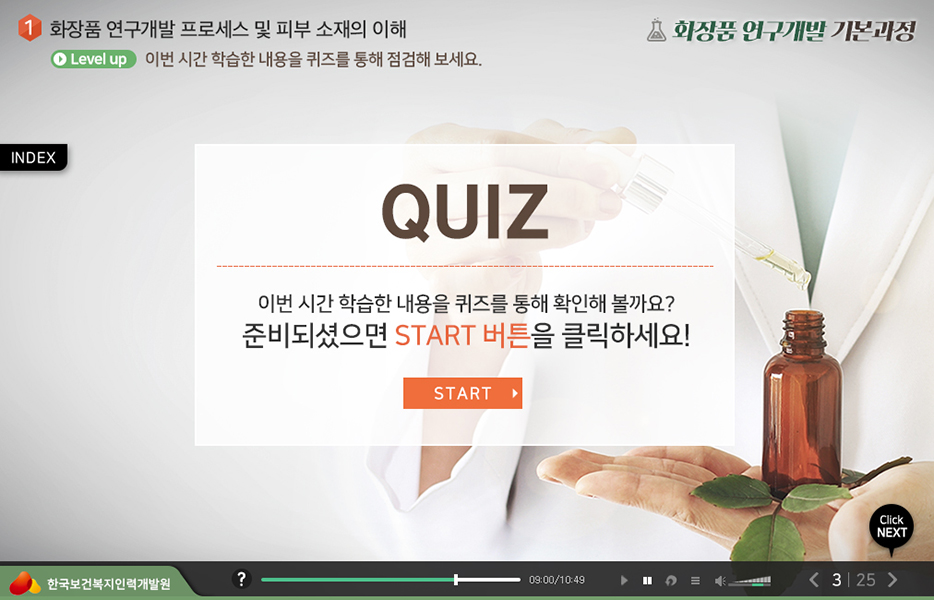 1 화장품 연구개발 프로세스 및 피부 소재의 이해
화장품 연구개발 기본과정
Level up 이번 시간 학습한 내용을 퀴즈를 통해 점검해 보세요.
INDEX
QUIZ
이번 시간 학습한 내용을 퀴즈를 통해 확인해 볼까요?
준비되셨으면 START 버튼을 클릭하세요!
START
Click
NEXT
한국보건복지인력개발원
?
09:00/10:49
3 | 25